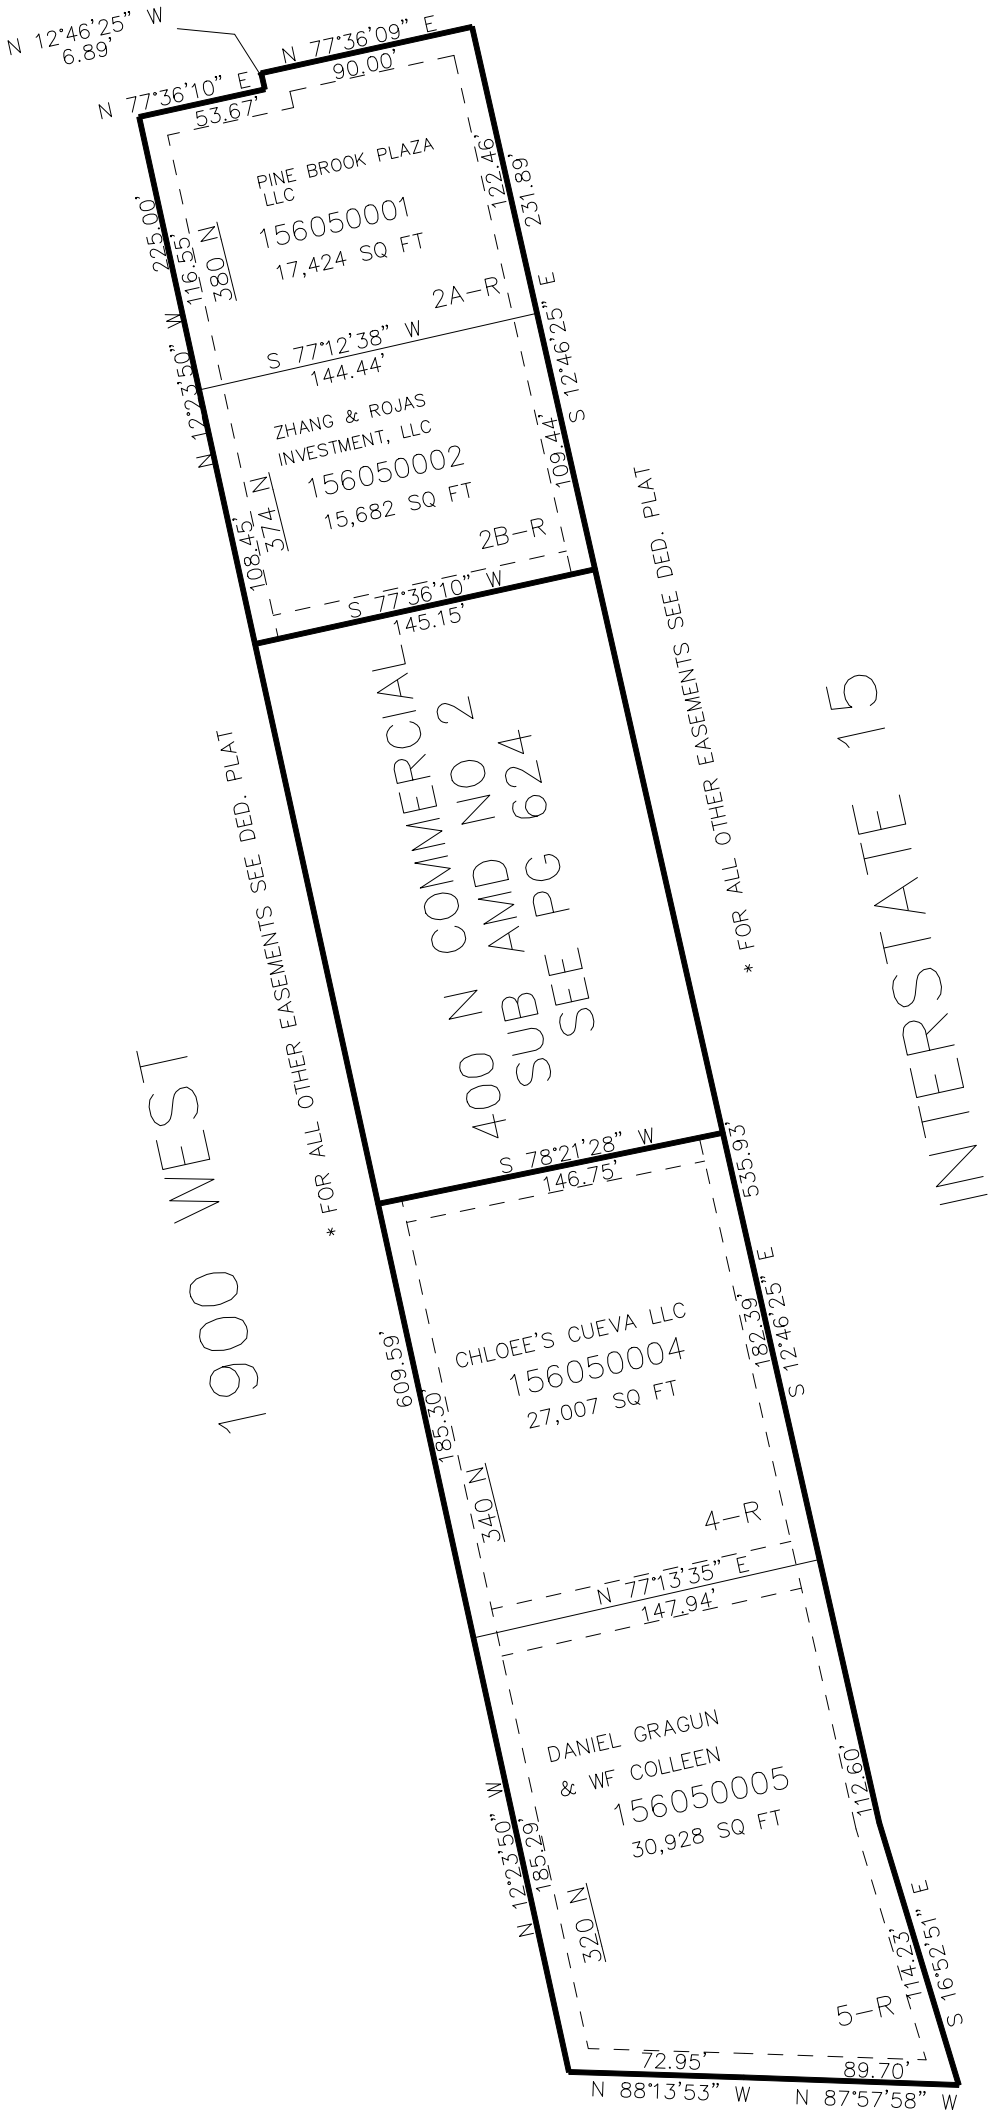 N 12°46'25" W
6.89'
N 77°36'09" E
90.00'
N 77°36'10" E
53.67'
PINE BROOK PLAZA
LLC
156050001
17,424 SQ FT
2A-R
380 N
225.00'
116.55'
122.46'
231.89'
S 77°12'38" W
144.44'
N 12°23'50" W
S 12°46'25" E
ZHANG & ROJAS
INVESTMENT, LLC
156050002
15,682 SQ FT
2B-R
374 N
108.45'
109.44'
S 77°36'10" W
145.15'
400 N COMMERCIAL
SUB AMD NO 2
SEE PG 624
* FOR ALL OTHER EASEMENTS SEE DED. PLAT
* FOR ALL OTHER EASEMENTS SEE DED. PLAT
1900 WEST
INTERSTATE 15
S 78°21'28" W
146.75'
535.93'
S 12°46'25" E
609.59'
185.30'
182.39'
CHLOEE'S CUEVA LLC
156050004
27,007 SQ FT
4-R
340 N
N 77°13'35" E
147.94'
DANIEL GRAGUN
& WF COLLEEN
156050005
30,928 SQ FT
5-R
320 N
N 12°23'50" W
185.29'
112.60'
114.23'
S 16°52'51" E
72.95'
89.70'
N 88°13'53" W
N 87°57'58" W